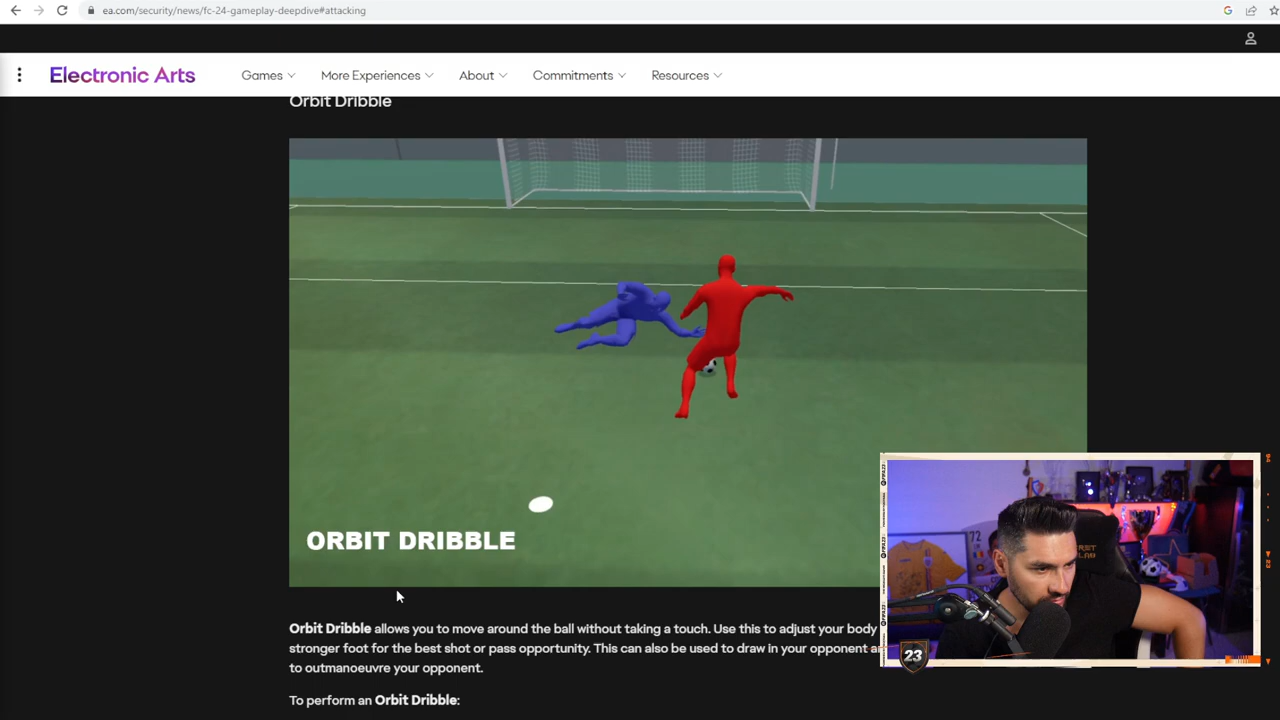 ea.com/security/news/fc-24-gameplay-deepdive#attacking
Electronic Arts Games More Experiences About Commitments Resources
Orbit Dribble
ORBIT DRIBBLE
Orbit Dribble allows you to move around the ball without taking a touch. Use this to adjust your body
stronger foot for the best shot or pass opportunity. This can also be used to draw in your opponent
to outmanoeuvre your opponent.
To perform an Orbit Dribble:
23
72